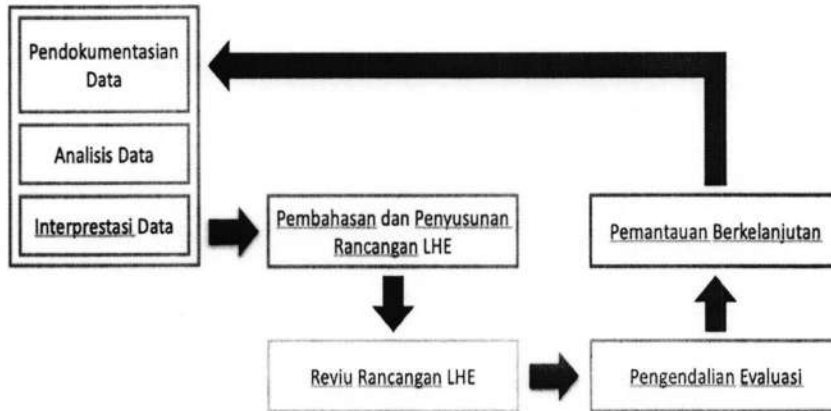 Pendokumentasian
Data
Analisis Data
Interprestasi Data
Pembahasan dan Penyusunan
Rancangan LHE
Pemantauan Berkelanjutan
Reviu Rancangan LHE
Pengendalian Evaluasi